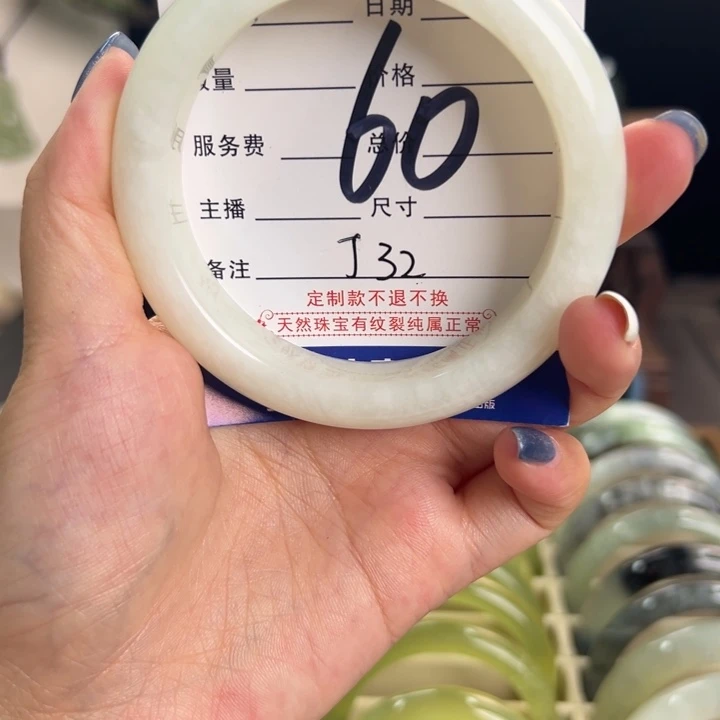 日期
量 价格
60
服务费 总价
主播 尺寸
备注 J32
定制款不退不换
天然珠宝有纹裂纯属正常